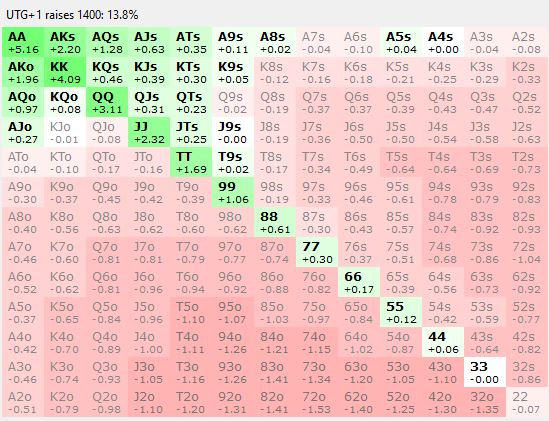 UTG+1 raises 1400: 13.8%
AA AKs AQs AJs ATs A9s A8s A7s A6s A5s A4s A3s A2s
+5.16 +2.20 +1.28 +0.63 +0.35 +0.11 +0.02 -0.04 -0.10 +0.04 +0.00 -0.04 -0.08
AKo KK KQs KJs KTs K9s K8s K7s K6s K5s K4s K3s K2s
+1.96 +4.09 +0.46 +0.39 +0.30 +0.05 -0.12 -0.16 -0.18 -0.21 -0.25 -0.29 -0.33
AQo KQo QQ QJs QTs Q9s Q8s Q7s Q6s Q5s Q4s Q3s Q2s
+0.97 +0.08 +3.11 +0.31 +0.23 -0.02 -0.19 -0.37 -0.37 -0.39 -0.43 -0.47 -0.52
AJo KJo QJo JJ JTs J9s J8s J7s J6s J5s J4s J3s J2s
+0.27 -0.01 -0.08 +2.32 +0.25 -0.00 -0.19 -0.36 -0.50 -0.50 -0.54 -0.58 -0.63
ATo KTo QTo JTo TT T9s T8s T7s T6s T5s T4s T3s T2s
-0.04 -0.10 -0.17 -0.16 +1.69 +0.02 -0.17 -0.34 -0.49 -0.64 -0.64 -0.69 -0.73
A9o K9o Q9o J9o T9o 99 98s 97s 96s 95s 94s 93s 92s
-0.30 -0.37 -0.45 -0.42 -0.39 +1.06 -0.19 -0.33 -0.46 -0.61 -0.78 -0.79 -0.83
A8o K8o Q8o J8o T8o 98o 88 87s 86s 85s 84s 83s 82s
-0.40 -0.56 -0.63 -0.62 -0.60 -0.62 +0.61 -0.30 -0.43 -0.57 -0.74 -0.92 -0.93
A7o K7o Q7o J7o T7o 97o 87o 77 76s 75s 74s 73s 72s
-0.46 -0.60 -0.81 -0.81 -0.79 -0.77 -0.74 +0.30 -0.37 -0.51 -0.68 -0.86 -1.04
A6o K6o Q6o J6o T6o 96o 86o 76o 66 65s 64s 63s 62s
-0.52 -0.62 -0.81 -0.96 -0.94 -0.92 -0.88 -0.82 +0.17 -0.39 -0.56 -0.73 -0.92
A5o K5o Q5o J5o T5o 95o 85o 75o 65o 55 54s 53s 52s
-0.37 -0.65 -0.84 -0.96 -1.10 -1.07 -1.03 -0.97 -0.84 +0.12 -0.42 -0.59 -0.77
A4o K4o Q4o J4o T4o 94o 84o 74o 64o 54o 44 43s 42s
-0.42 -0.70 -0.89 -1.00 -1.11 -1.26 -1.21 -1.15 -1.02 -0.87 +0.06 -0.64 -0.82
A3o K3o Q3o J3o T3o 93o 83o 73o 63o 53o 43o 33 32s
-0.46 -0.74 -0.93 -1.05 -1.16 -1.26 -1.41 -1.34 -1.20 -1.05 -1.10 -0.00 -0.86
A2o K2o Q2o J2o T2o 92o 82o 72o 62o 52o 42o 32o 22
-0.51 -0.79 -0.98 -1.10 -1.20 -1.31 -1.41 -1.53 -1.40 -1.25 -1.30 -1.35 -0.07